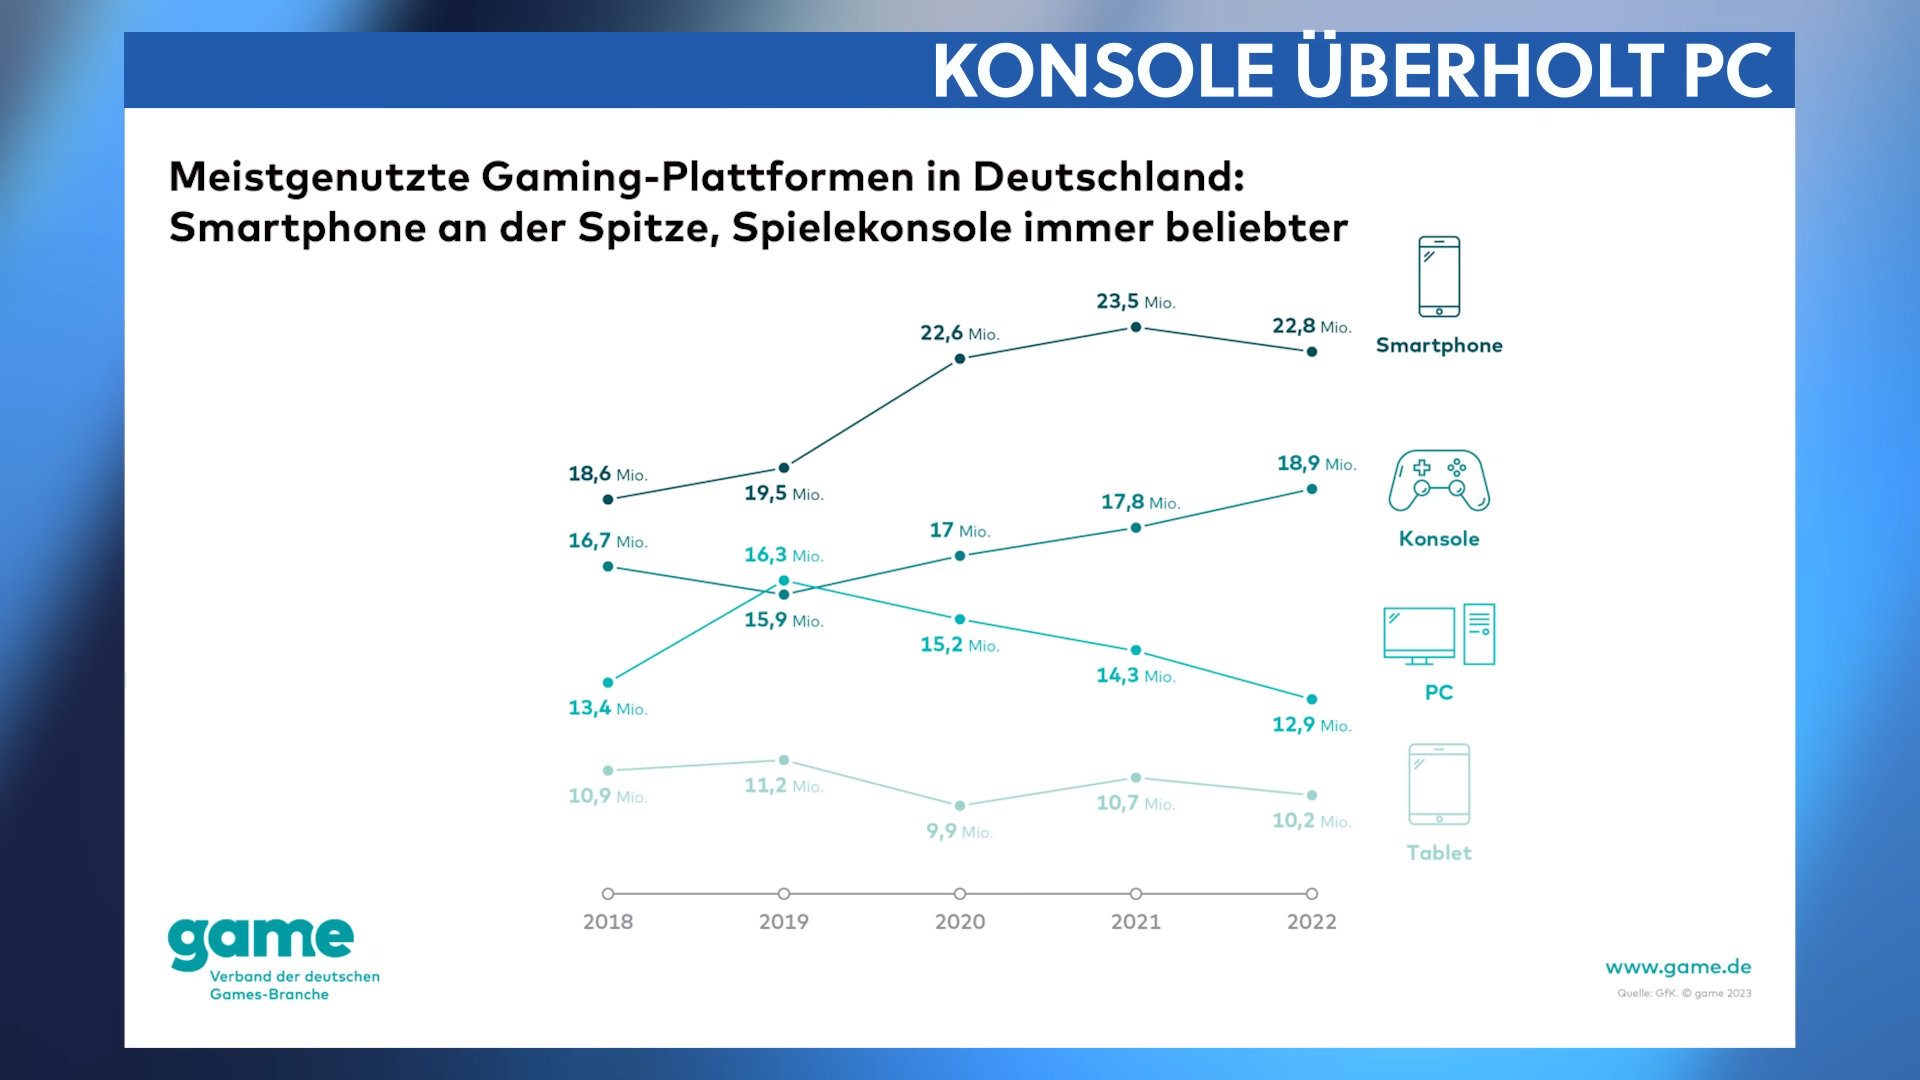 KONSOLE ÜBERHOLT PC
Meistgenutzte Gaming-Plattformen in Deutschland:
Smartphone an der Spitze, Spielekonsole immer beliebter
18,6 Mio.
19,5 Mio.
22,6 Mio.
23,5 Mio.
22,8 Mio.
Smartphone
16,7 Mio.
15,9 Mio.
17 Mio.
17,8 Mio.
18,9 Mio.
Konsole
13,4 Mio.
16,3 Mio.
15,2 Mio.
14,3 Mio.
12,9 Mio.
PC
10,9 Mio.
11,2 Mio.
9,9 Mio.
10,7 Mio.
10,2 Mio.
Tablet
2018 2019 2020 2021 2022
game
Verband der deutschen
Games-Branche
www.game.de
Quelle: GfK. © game 2023